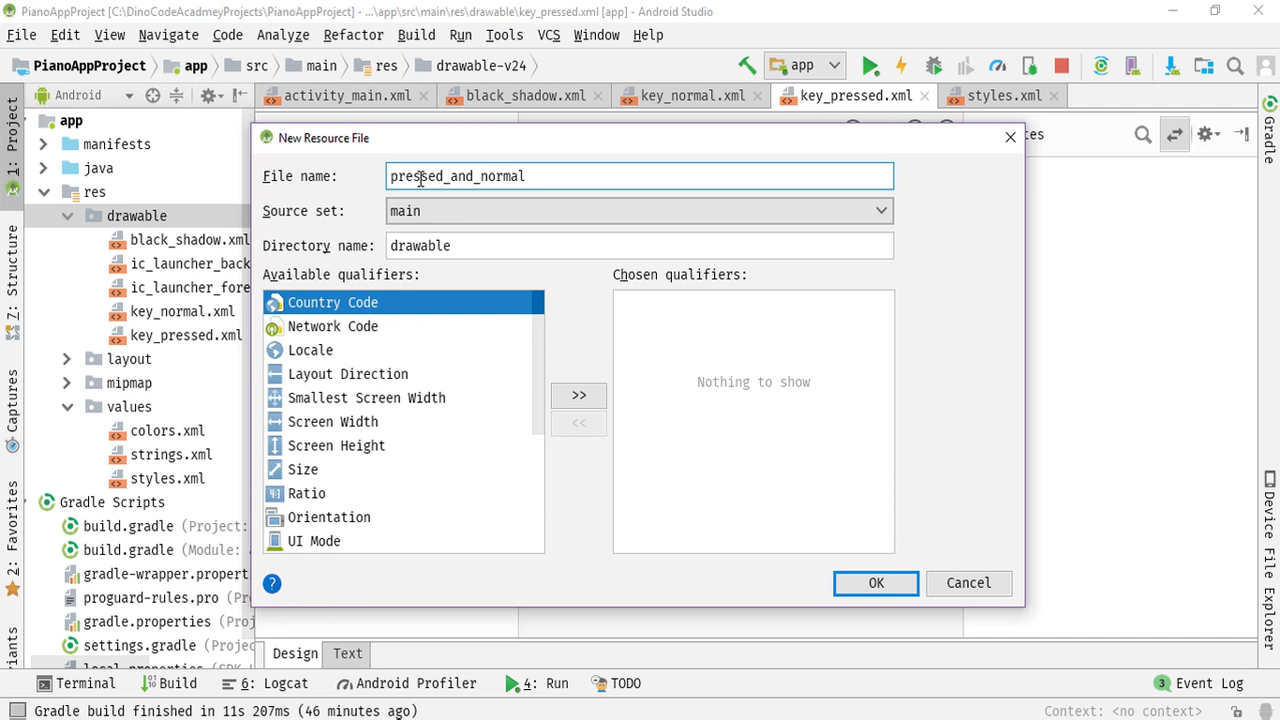 PianoAppProject [C:\DinoCodeAcadmeyProjects\PianoAppProject] - ...\app\src\main\res\drawable\key_pressed.xml [app] - Android Studio
File Edit View Navigate Code Analyze Refactor Build Run Tools VCS Window Help
PianoAppProject app src main res drawable-v24 app
1: Project
Android activity_main.xml black_shadow.xml key_normal.xml key_pressed.xml styles.xml
Gradle
app
New Resource File
manifests
java
res
drawable
black_shadow.xml
ic_launcher_back
ic_launcher_fore
key_normal.xml
key_pressed.xml
layout
mipmap
values
colors.xml
strings.xml
styles.xml
Gradle Scripts
build.gradle (Project:
build.gradle (Module:
gradle-wrapper.propert
proguard-rules.pro
gradle.properties
settings.gradle (Projec
local.properties (SDK
File name: pressed_and_normal
Source set: main
Directory name: drawable
Available qualifiers: Chosen qualifiers:
Country Code
Network Code
Locale
Layout Direction
Smallest Screen Width
Screen Width
Screen Height
Size
Ratio
Orientation
UI Mode
>>
<<
Nothing to show
? OK Cancel
7: Structure
Captures
2: Favorites
Device File Explorer
Design Text
Terminal Build 6: Logcat Android Profiler 4: Run TODO 3 Event Log
Gradle build finished in 11s 207ms (46 minutes ago) Context: <no context>